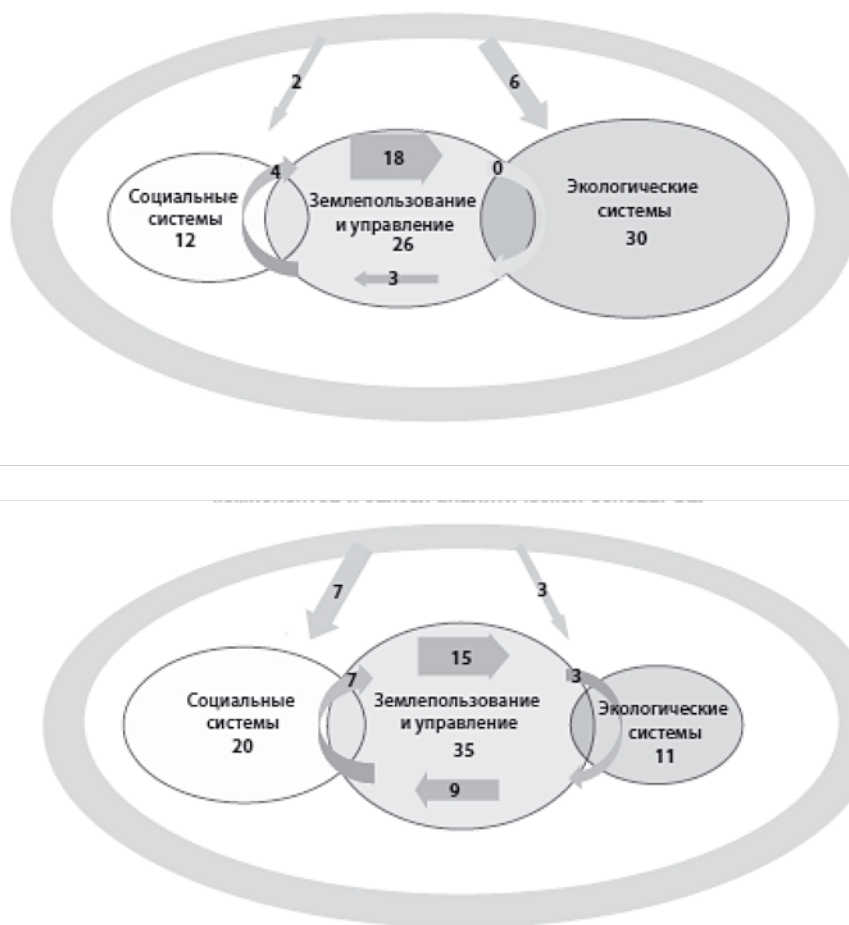 2
6
4
18
0
Социальные
системы
12
Землепользование
и управление
26
Экологические
системы
30
3
7
3
7
15
3
Социальные
системы
20
Землепользование
и управление
35
Экологические
системы
11
9